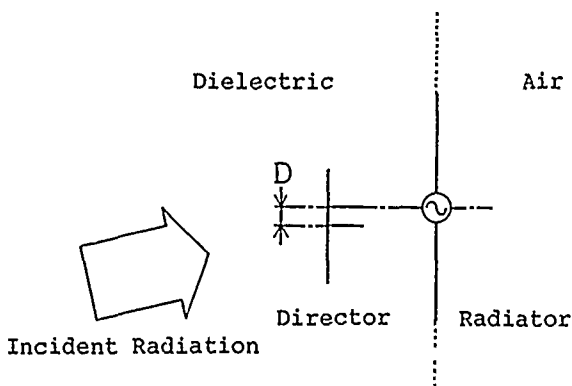 Dielectric
Air
D
Director
Radiator
Incident Radiation